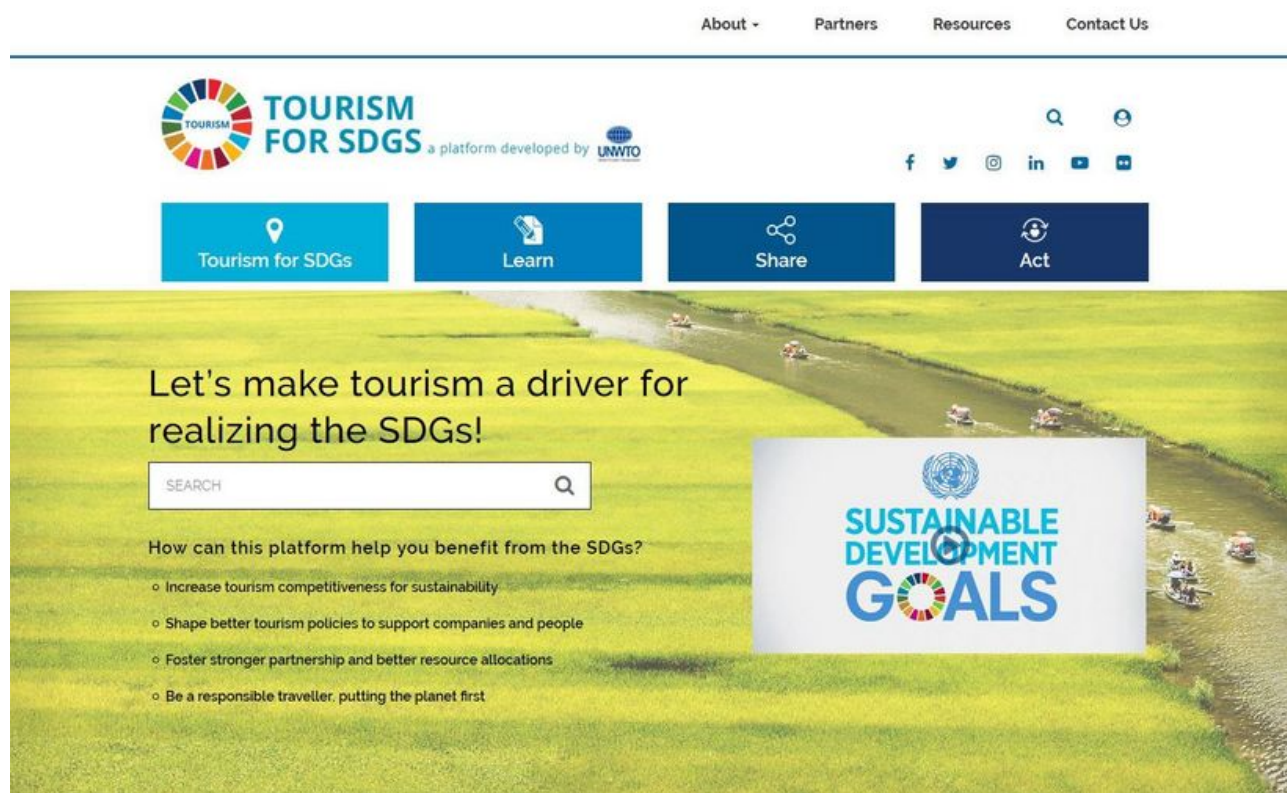 About
Partners
Resources
Contact Us
TOURISM
TOURISM
FOR SDGS
a platform developed by
UNWTO
Tourism for SDGs
Learn
Share
Act
Let's make tourism a driver for
realizing the SDGs!
SEARCH
How can this platform help you benefit from the SDGs?
Increase tourism competitiveness for sustainability
Shape better tourism policies to support companies and people
Foster stronger partnership and better resource allocations
Be a responsible traveller, putting the planet first
SUSTAINABLE
DEVELOPMENT
GOALS